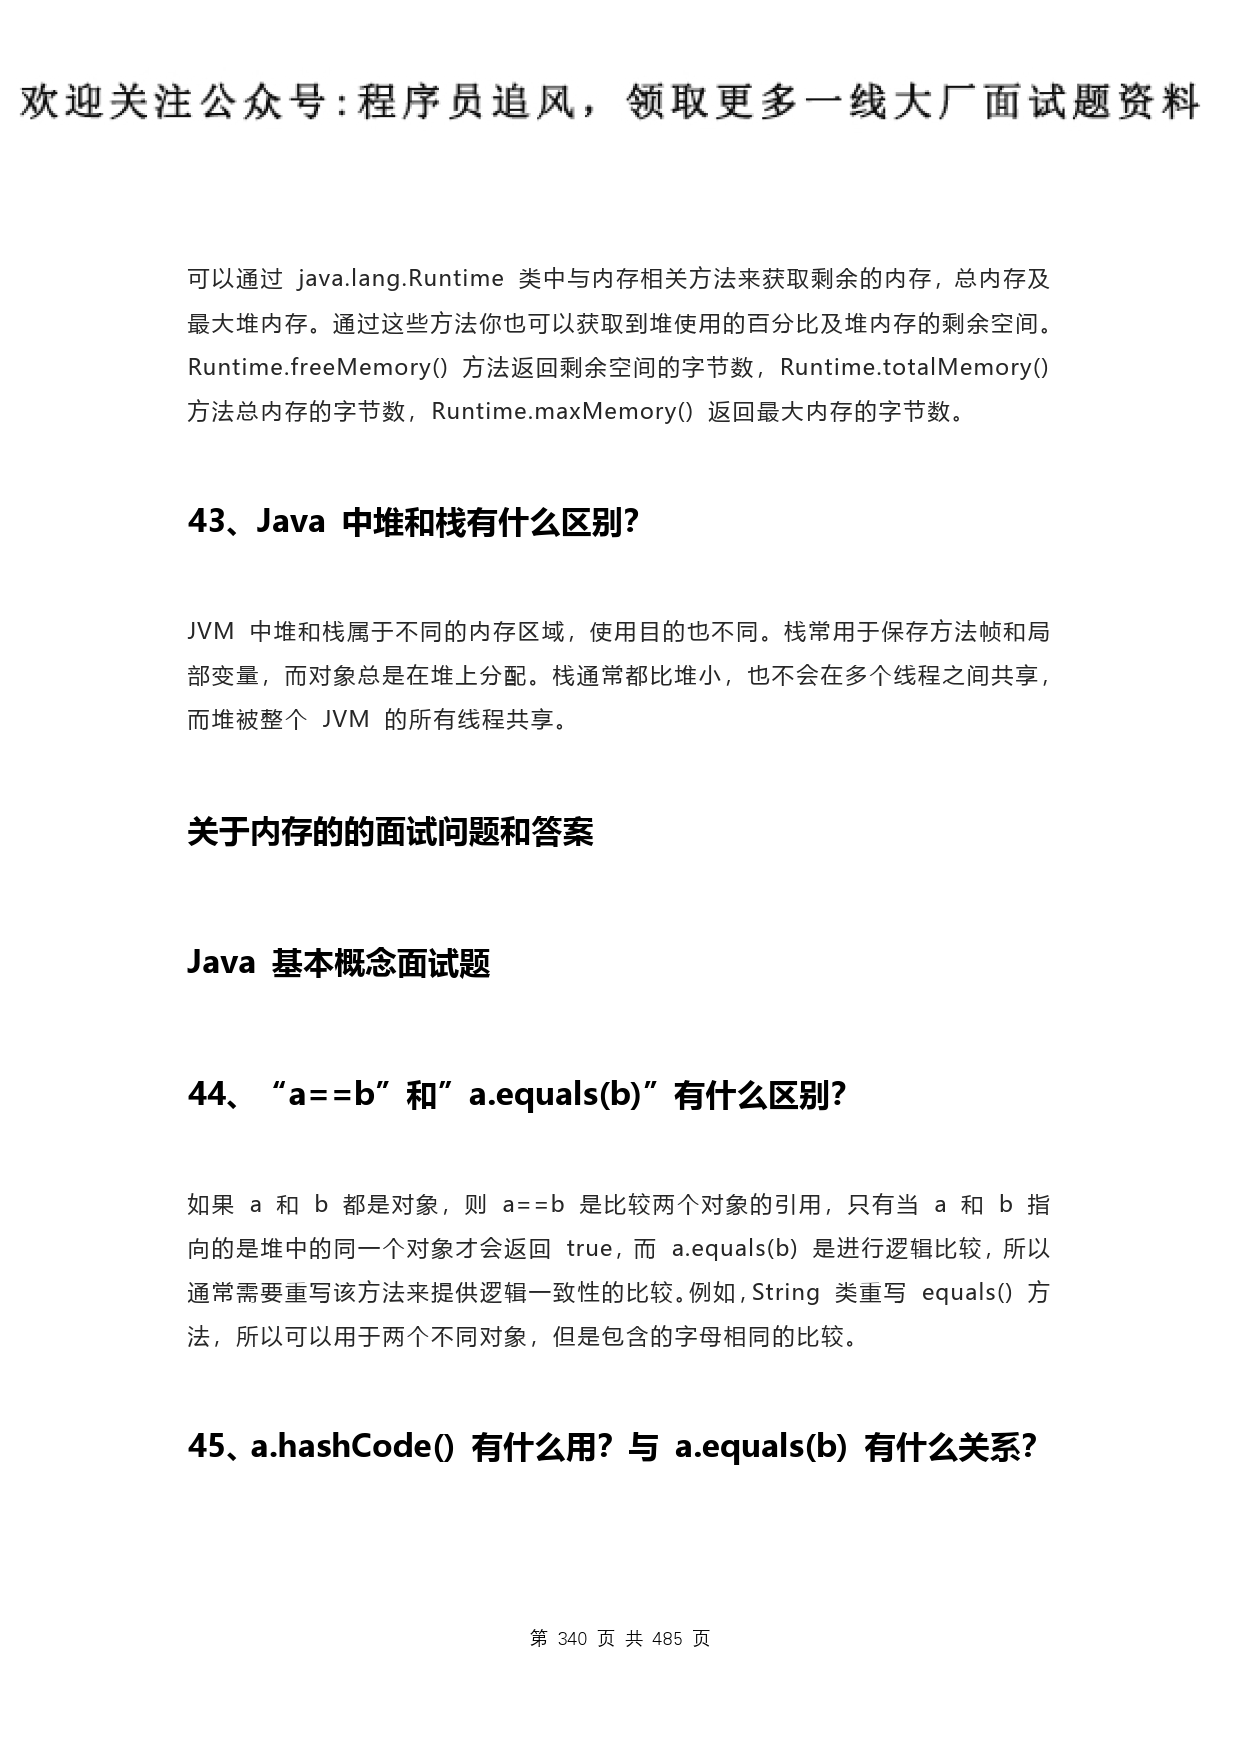 欢迎关注公众号:程序员追风，领取更多一线大厂面试题资料
可以通过 java.lang.Runtime 类中与内存相关方法来获取剩余的内存，总内存及
最大堆内存。通过这些方法你也可以获取到堆使用的百分比及堆内存的剩余空间。
Runtime.freeMemory() 方法返回剩余空间的字节数，Runtime.totalMemory()
方法总内存的字节数，Runtime.maxMemory() 返回最大内存的字节数。
43、Java 中堆和栈有什么区别？
JVM 中堆和栈属于不同的内存区域，使用目的也不同。栈常用于保存方法帧和局
部变量，而对象总是在堆上分配。栈通常都比堆小，也不会在多个线程之间共享，
而堆被整个 JVM 的所有线程共享。
关于内存的的面试问题和答案
Java 基本概念面试题
44、 “a==b”和”a.equals(b)”有什么区别？
如果 a 和 b 都是对象，则 a==b 是比较两个对象的引用，只有当 a 和 b 指
向的是堆中的同一个对象才会返回 true，而 a.equals(b) 是进行逻辑比较，所以
通常需要重写该方法来提供逻辑一致性的比较。例如，String 类重写 equals() 方
法，所以可以用于两个不同对象，但是包含的字母相同的比较。
45、a.hashCode() 有什么用？与 a.equals(b) 有什么关系？
第 340 页 共 485 页